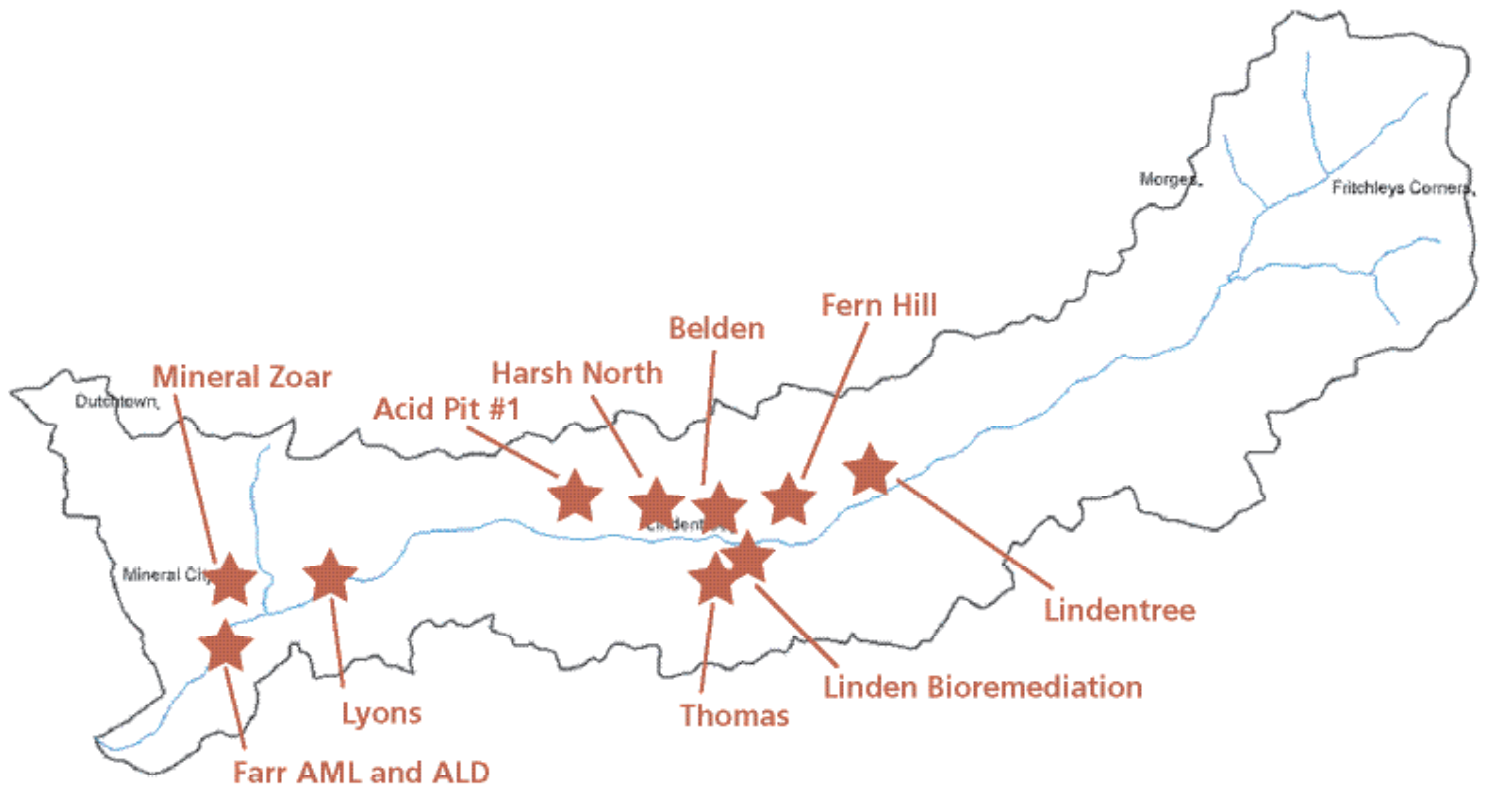 Morges
Fritchleys Corners
Fern Hill
Belden
Harsh North
Mineral Zoar
Dutchtown
Acid Pit #1
Mineral City
Lindentree
Linden Bioremediation
Lyons
Thomas
Farr AML and ALD